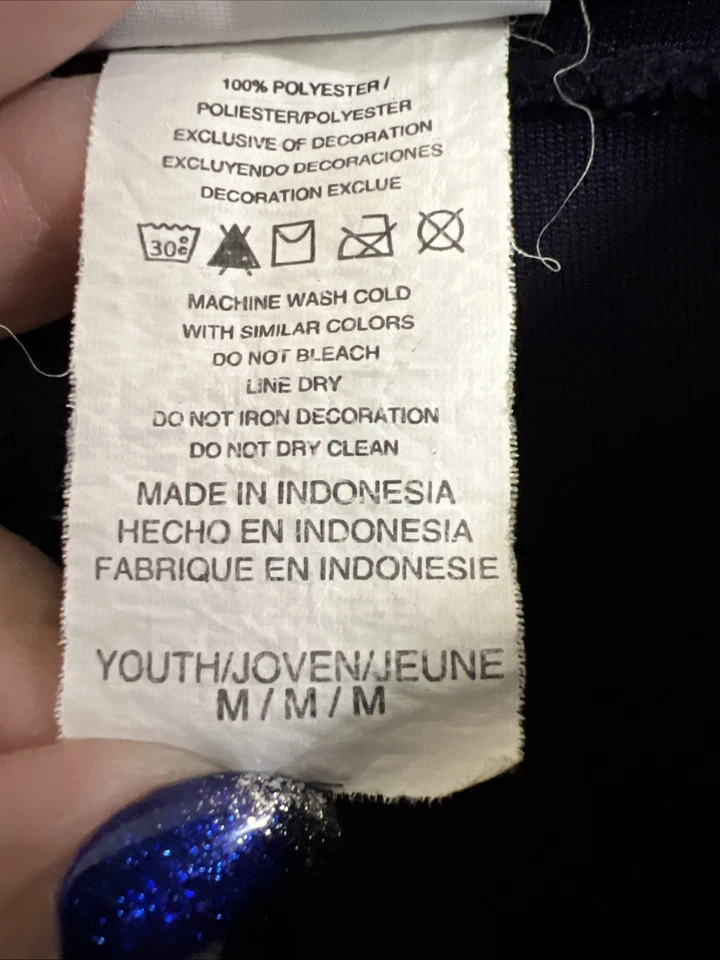 100% POLYESTER /
POLIESTER/POLYESTER
EXCLUSIVE OF DECORATION
EXCLUYENDO DECORACIONES
DECORATION EXCLUE
30c
MACHINE WASH COLD
WITH SIMILAR COLORS
DO NOT BLEACH
LINE DRY
DO NOT IRON DECORATION
DO NOT DRY CLEAN
MADE IN INDONESIA
HECHO EN INDONESIA
FABRIQUE EN INDONESIE
YOUTH/JOVEN/JEUNE
M / M / M